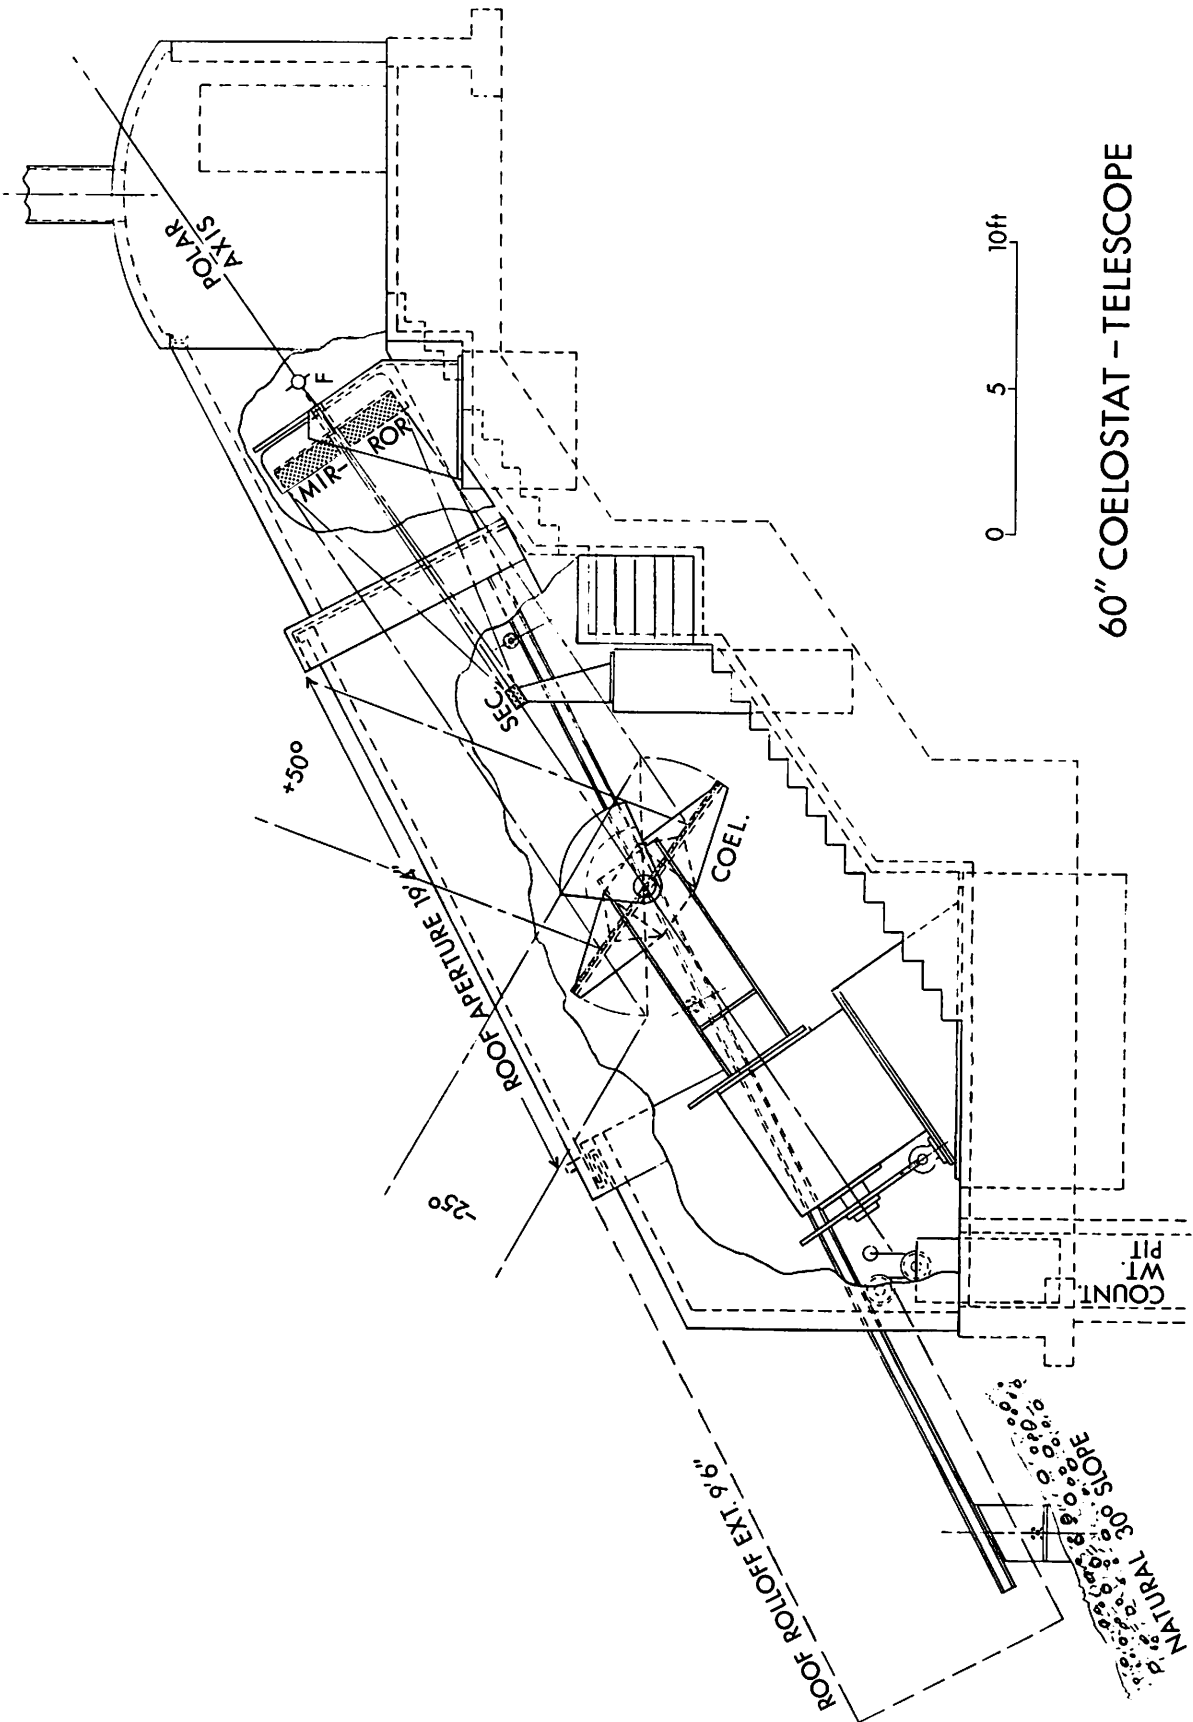 POLAR
AXIS
F
MIR-ROR
+50°
SEC.
ROOF APERTURE 19'4"
COEL.
-25°
ROOF ROLLOFF EXT. 9'6"
COUNT.
WT.
PIT
NATURAL 30° SLOPE
0 5 10ft
60" COELOSTAT-TELESCOPE